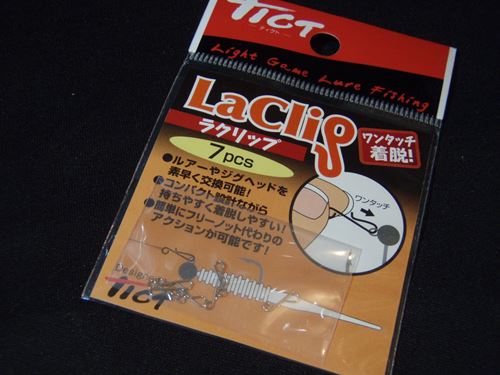 TICT
ティクト
Light Game Lure Fishing
LaClip
ラクリップ
ワンタッチ
着脱!
7pcs
●ルアーやジグヘッドを
素早く交換可能!
●コンパクト設計ながら
持ちやすく着脱しやすい!
●簡単にフリーノット代わりの
アクションが可能です!
ワンタッチ
Designed
TICT